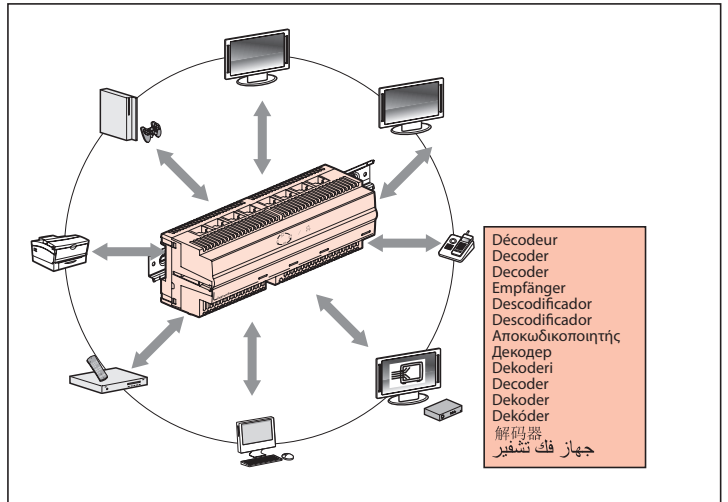 Décodeur
Decoder
Decoder
Empfänger
Descodificador
Descodificador
Αποκωδικοποιητής
Декодер
Dekoderi
Decoder
Dekoder
Dekóder
解码器
جهاز فك تشفير